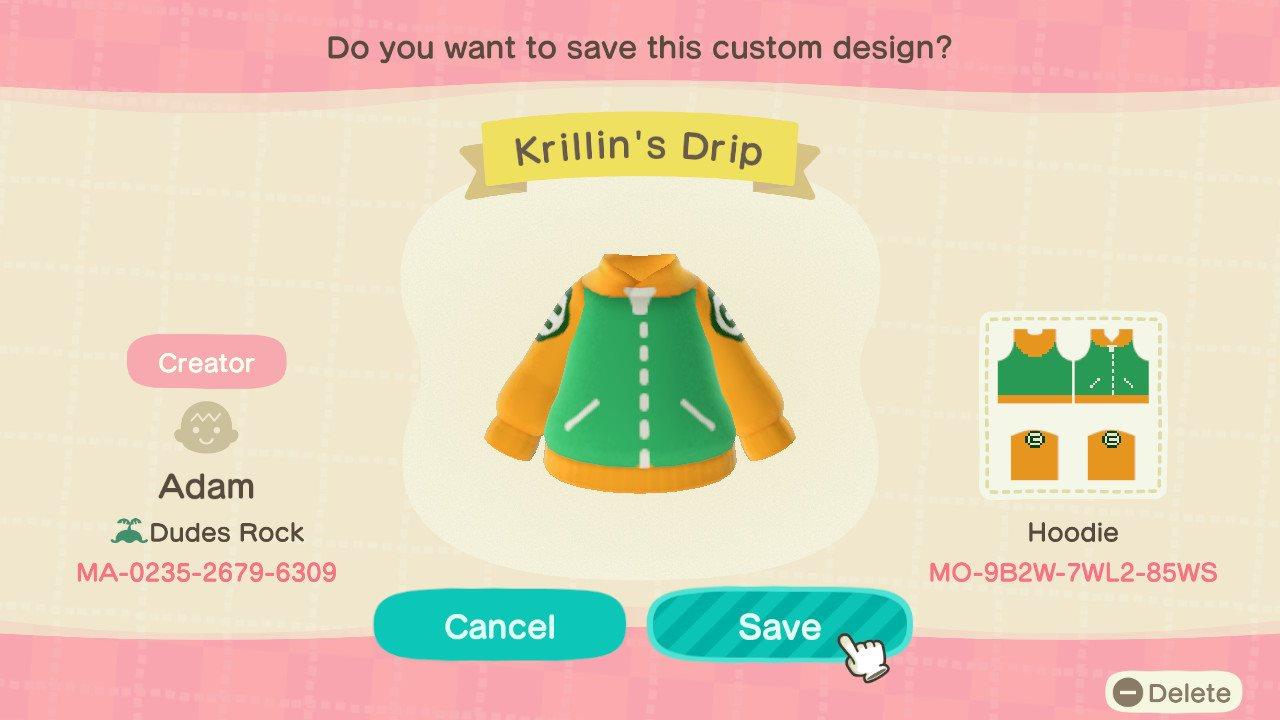 Do you want to save this custom design?
Krillin's Drip
Creator
Adam
Dudes Rock
MA-0235-2679-6309
Hoodie
MO-9B2W-7WL2-85WS
Cancel
Save
Delete